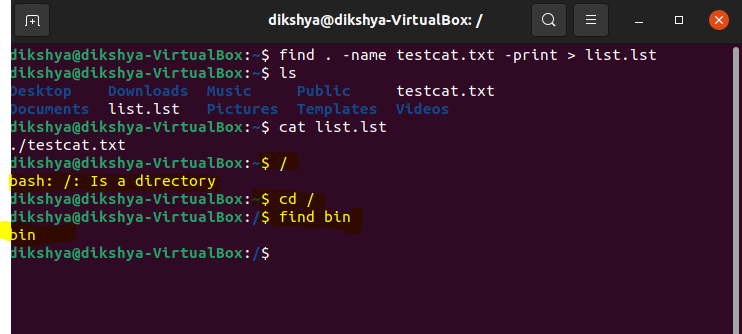 dikshya@dikshya-VirtualBox: /
dikshya@dikshya-VirtualBox:~$ find . -name testcat.txt -print > list.lst
dikshya@dikshya-VirtualBox:~$ ls
Desktop Downloads Music Public testcat.txt
Documents list.lst Pictures Templates Videos
dikshya@dikshya-VirtualBox:~$ cat list.lst
./testcat.txt
dikshya@dikshya-VirtualBox:~$ /
bash: /: Is a directory
dikshya@dikshya-VirtualBox:~$ cd /
dikshya@dikshya-VirtualBox:/$ find bin
bin
dikshya@dikshya-VirtualBox:/$